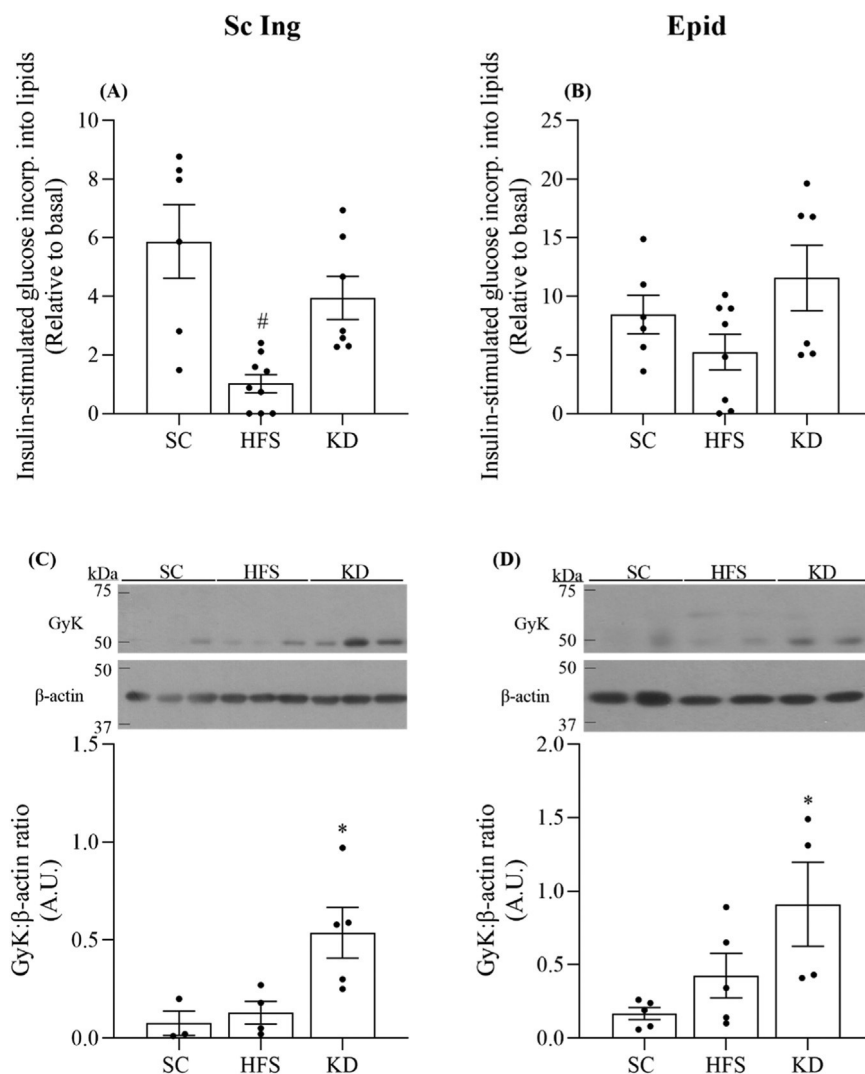 Sc Ing
Epid
(A)
Insulin-stimulated glucose incorp. into lipids
(Relative to basal)
10
8
6
4
2
0
#
SC HFS KD
(B)
Insulin-stimulated glucose incorp. into lipids
(Relative to basal)
25
20
15
10
5
0
SC HFS KD
(C)
kDa SC HFS KD
75
GyK
50
50
β-actin
37
1.5
1.0
0.5
0.0
GyK:β-actin ratio
(A.U.)
*
SC HFS KD
(D)
kDa SC HFS KD
75
GyK
50
50
β-actin
37
2.0
1.5
1.0
0.5
0.0
GyK:β-actin ratio
(A.U.)
*
SC HFS KD